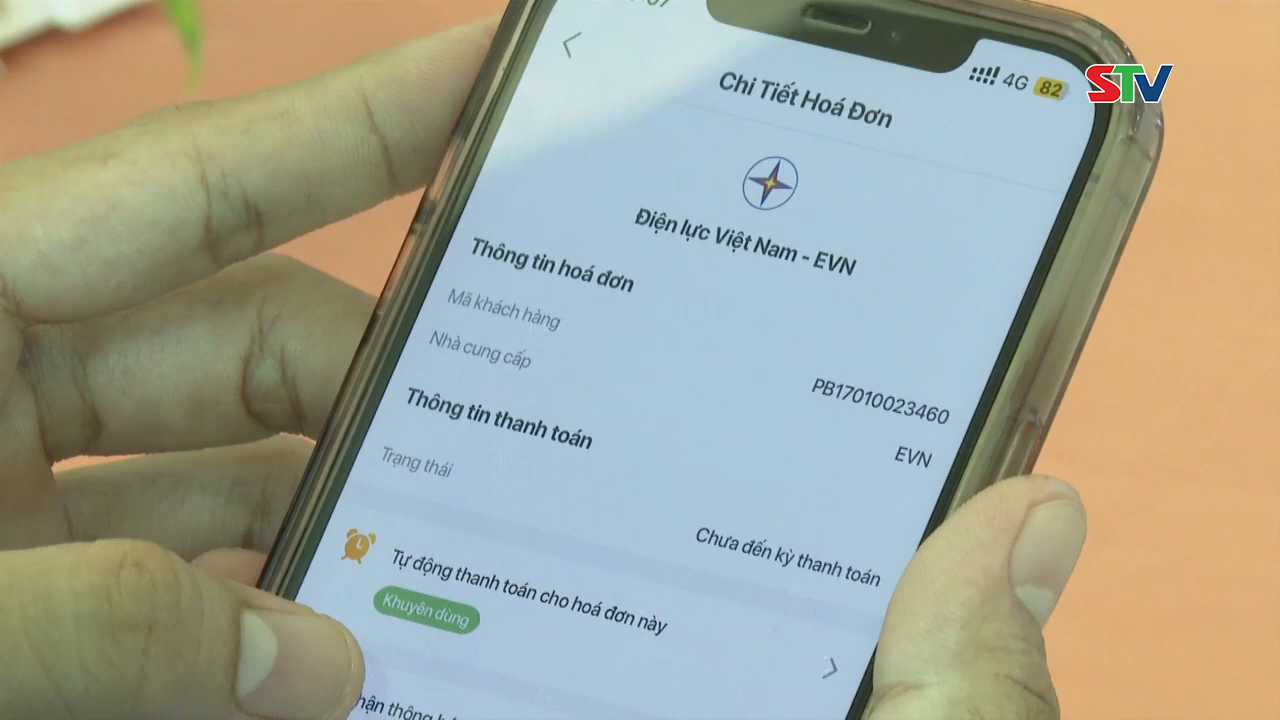 4G 82
STV
Chi Tiết Hoá Đơn
Điện lực Việt Nam - EVN
Thông tin hoá đơn
Mã khách hàng
PB17010023460
Nhà cung cấp
EVN
Thông tin thanh toán
Trạng thái
Chưa đến kỳ thanh toán
Tự động thanh toán cho hoá đơn này
Khuyên dùng
thông